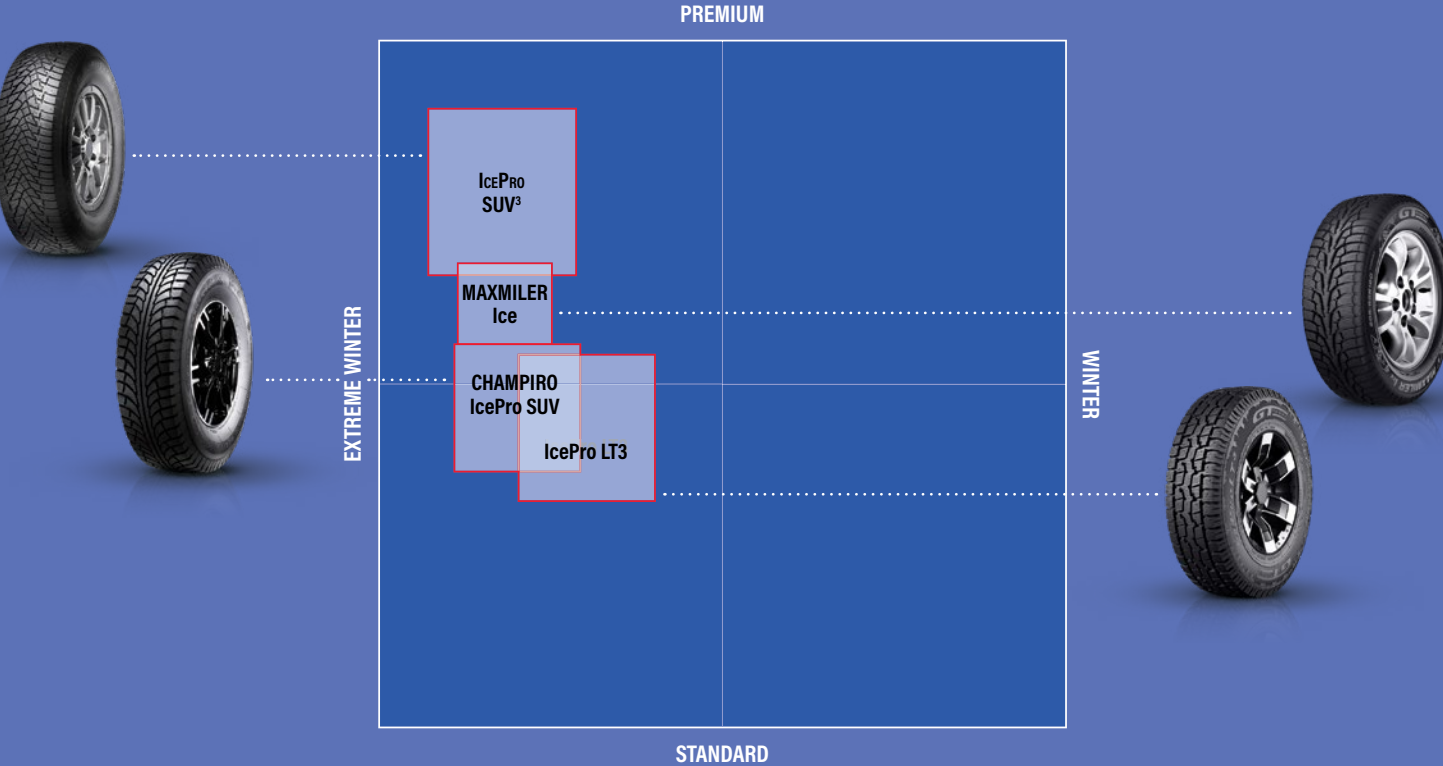 PREMIUM
IcePro
SUV³
MAXMILER
Ice
EXTREME WINTER
WINTER
CHAMPIRO
IcePro SUV
IcePro LT3
STANDARD